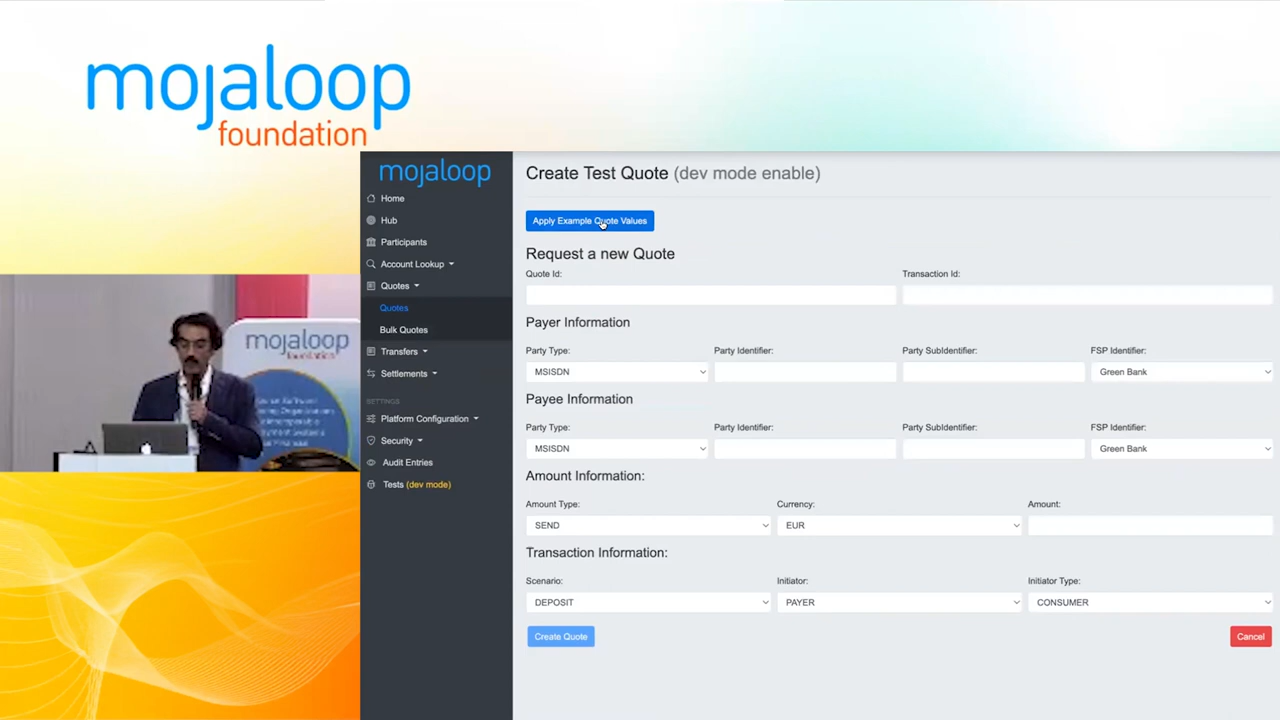 mojaloop
foundation
mojaloop
Home
Hub
Participants
Account Lookup
Quotes
Quotes
Bulk Quotes
Transfers
Settlements
SETTINGS
Platform Configuration
Security
Audit Entries
Tests (dev mode)
Create Test Quote (dev mode enable)
Apply Example Quote Values
Request a new Quote
Quote Id: Transaction Id:
Payer Information
Party Type: Party Identifier: Party SubIdentifier: FSP Identifier:
MSISDN Green Bank
Payee Information
Party Type: Party Identifier: Party SubIdentifier: FSP Identifier:
MSISDN Green Bank
Amount Information:
Amount Type: Currency: Amount:
SEND EUR
Transaction Information:
Scenario: Initiator: Initiator Type:
DEPOSIT PAYER CONSUMER
Create Quote Cancel
mojaloop
foundation